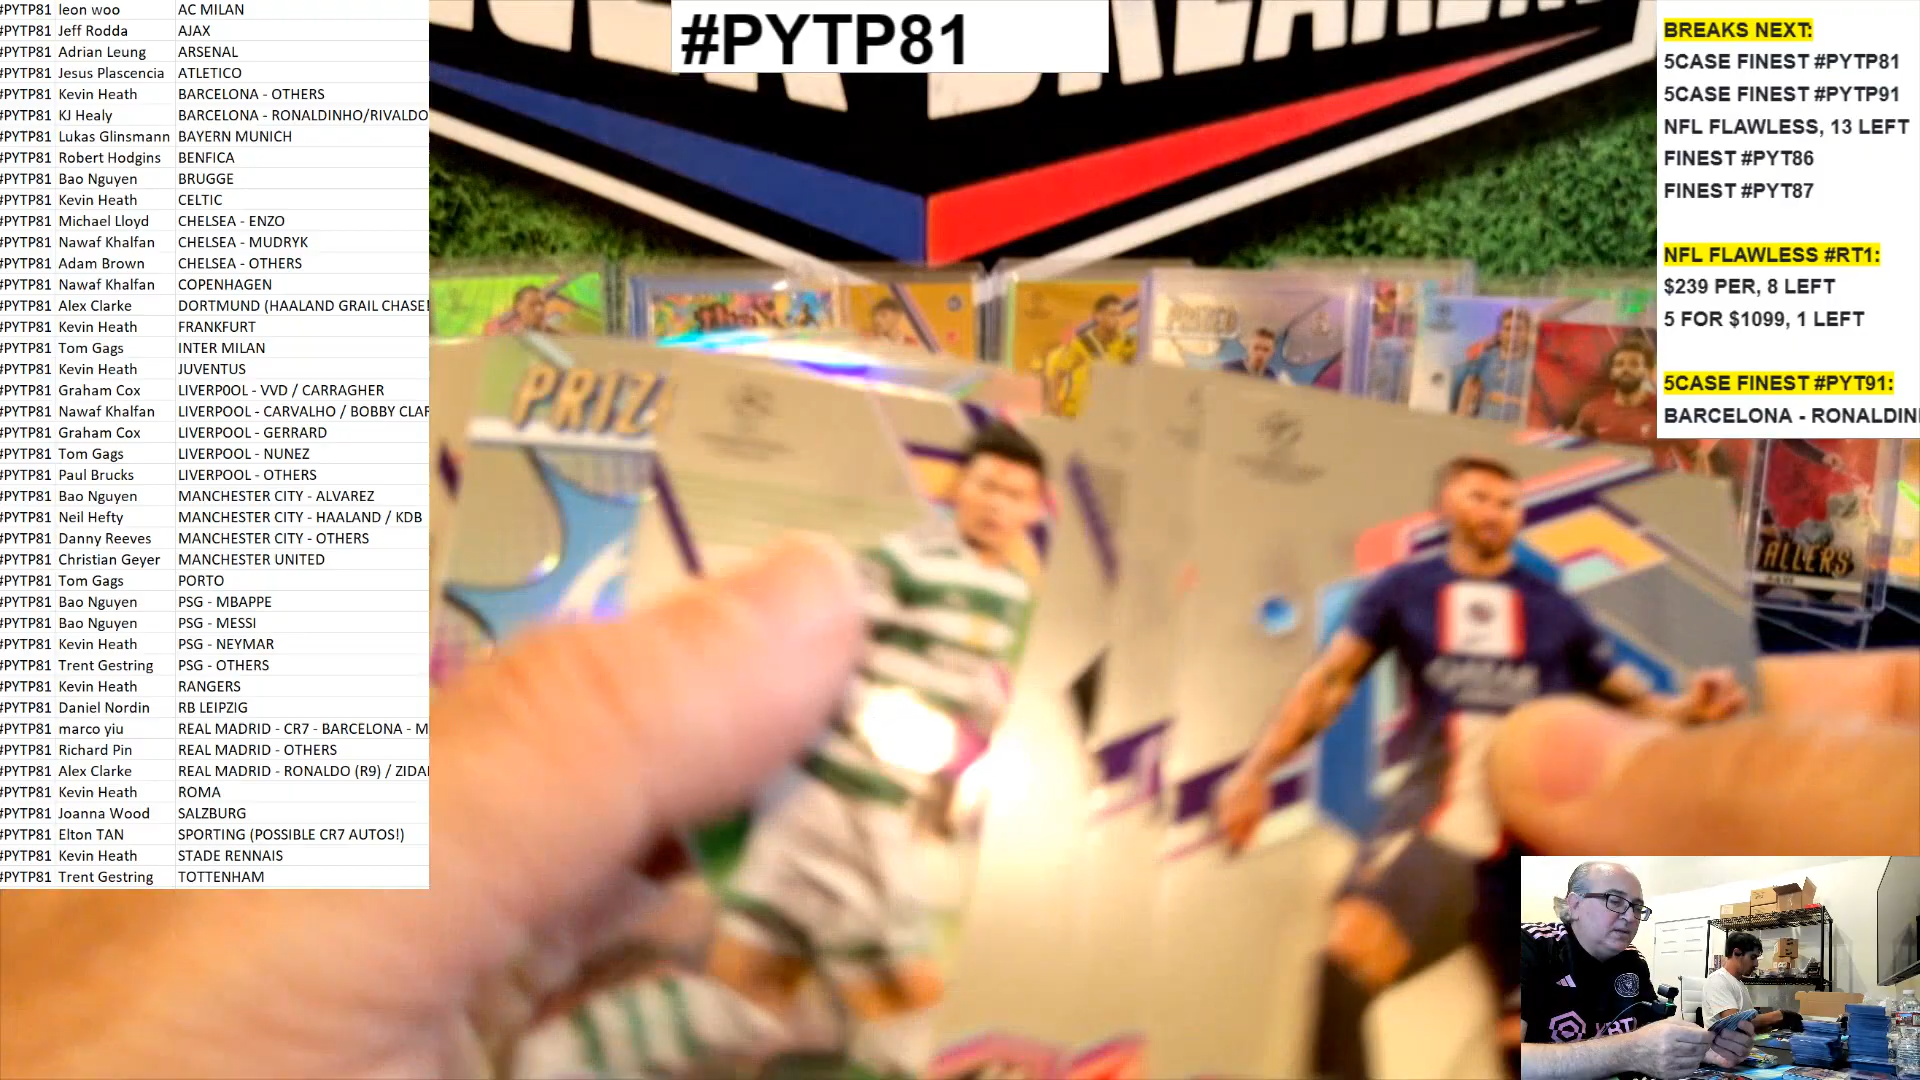 #PYTP81 leon woo AC MILAN
#PYTP81 Jeff Rodda AJAX
#PYTP81 Adrian Leung ARSENAL
#PYTP81 Jesus Plascencia ATLETICO
#PYTP81 Kevin Heath BARCELONA - OTHERS
#PYTP81 KJ Healy BARCELONA - RONALDINHO/RIVALDO
#PYTP81 Lukas Glinsmann BAYERN MUNICH
#PYTP81 Robert Hodgins BENFICA
#PYTP81 Bao Nguyen BRUGGE
#PYTP81 Kevin Heath CELTIC
#PYTP81 Michael Lloyd CHELSEA - ENZO
#PYTP81 Nawaf Khalfan CHELSEA - MUDRYK
#PYTP81 Adam Brown CHELSEA - OTHERS
#PYTP81 Nawaf Khalfan COPENHAGEN
#PYTP81 Alex Clarke DORTMUND (HAALAND GRAIL CHASE!
#PYTP81 Kevin Heath FRANKFURT
#PYTP81 Tom Gags INTER MILAN
#PYTP81 Kevin Heath JUVENTUS
#PYTP81 Graham Cox LIVERP0OL - VVD / CARRAGHER
#PYTP81 Nawaf Khalfan LIVERPOOL - CARVALHO / BOBBY CLAR
#PYTP81 Graham Cox LIVERPOOL - GERRARD
#PYTP81 Tom Gags LIVERPOOL - NUNEZ
#PYTP81 Paul Brucks LIVERPOOL - OTHERS
#PYTP81 Bao Nguyen MANCHESTER CITY - ALVAREZ
#PYTP81 Neil Hefty MANCHESTER CITY - HAALAND / KDB
#PYTP81 Danny Reeves MANCHESTER CITY - OTHERS
#PYTP81 Christian Geyer MANCHESTER UNITED
#PYTP81 Tom Gags PORTO
#PYTP81 Bao Nguyen PSG - MBAPPE
#PYTP81 Bao Nguyen PSG - MESSI
#PYTP81 Kevin Heath PSG - NEYMAR
#PYTP81 Trent Gestring PSG - OTHERS
#PYTP81 Kevin Heath RANGERS
#PYTP81 Daniel Nordin RB LEIPZIG
#PYTP81 marco yiu REAL MADRID - CR7 - BARCELONA - M
#PYTP81 Richard Pin REAL MADRID - OTHERS
#PYTP81 Alex Clarke REAL MADRID - RONALDO (R9) / ZIDA
#PYTP81 Kevin Heath ROMA
#PYTP81 Joanna Wood SALZBURG
#PYTP81 Elton TAN SPORTING (POSSIBLE CR7 AUTOS!)
#PYTP81 Kevin Heath STADE RENNAIS
#PYTP81 Trent Gestring TOTTENHAM
#PYTP81
PRIZ
BREAKS NEXT:
5CASE FINEST #PYTP81
5CASE FINEST #PYTP91
NFL FLAWLESS, 13 LEFT
FINEST #PYT86
FINEST #PYT87
NFL FLAWLESS #RT1:
$239 PER, 8 LEFT
5 FOR $1099, 1 LEFT
5CASE FINEST #PYT91:
BARCELONA - RONALDIN
TALLERS